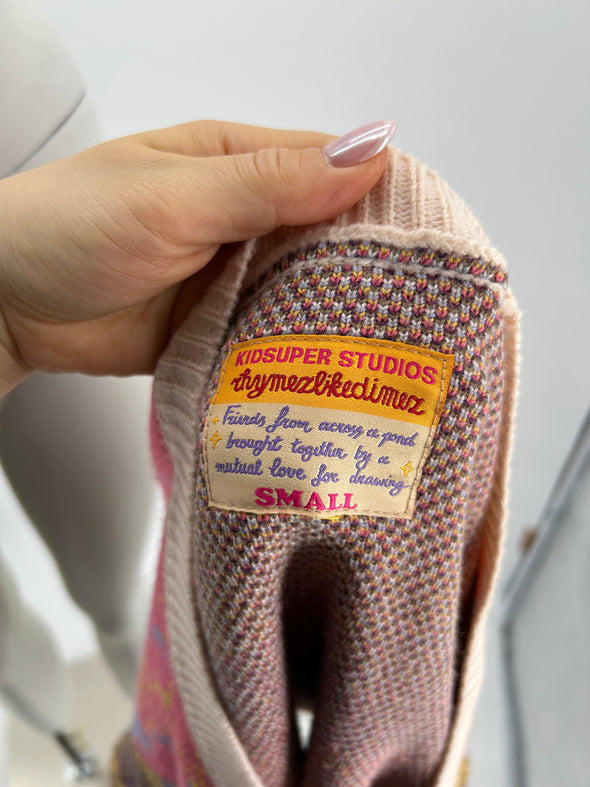 KIDSUPER STUDIOS
rhymezlikedimez
Friends from across a pond
brought together by a
mutual love for drawing
SMALL